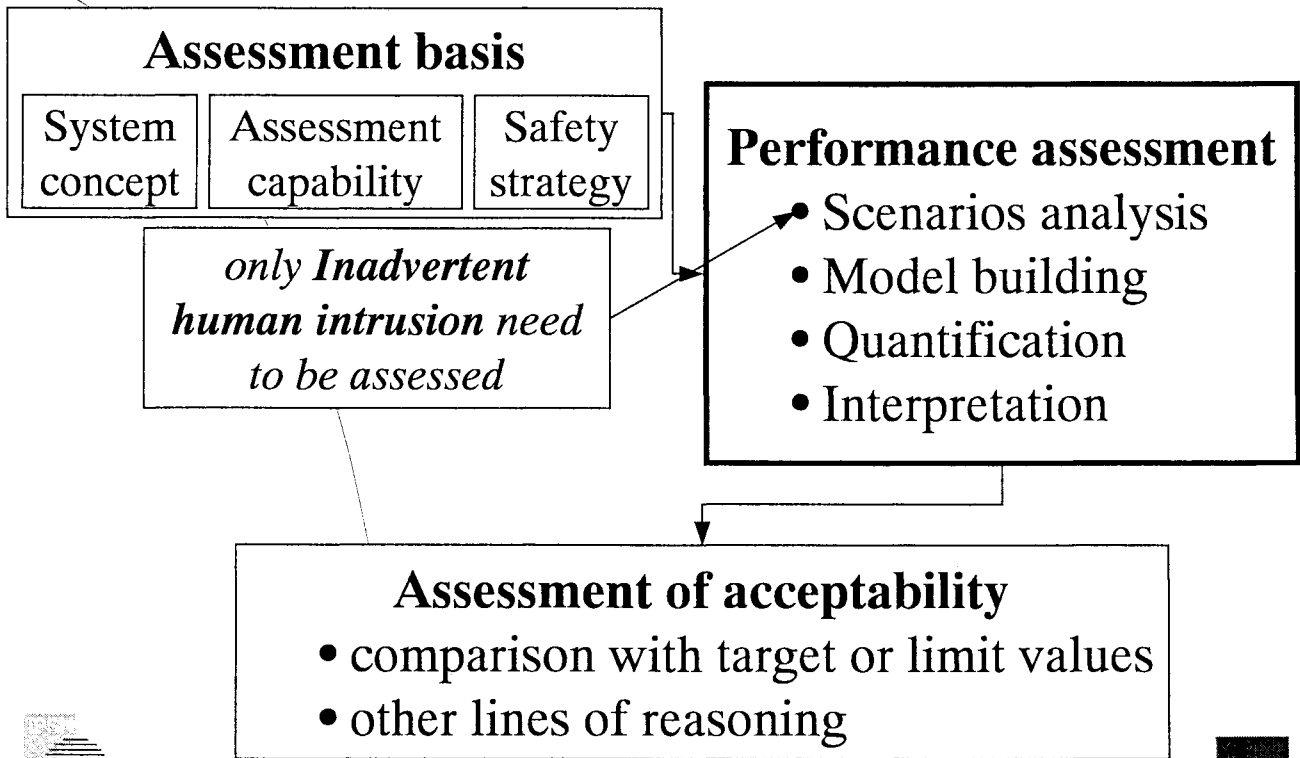 Assessment basis
System
concept
Assessment
capability
Safety
strategy
only Inadvertent
human intrusion need
to be assessed
Performance assessment
• Scenarios analysis
• Model building
• Quantification
• Interpretation
Assessment of acceptability
• comparison with target or limit values
• other lines of reasoning